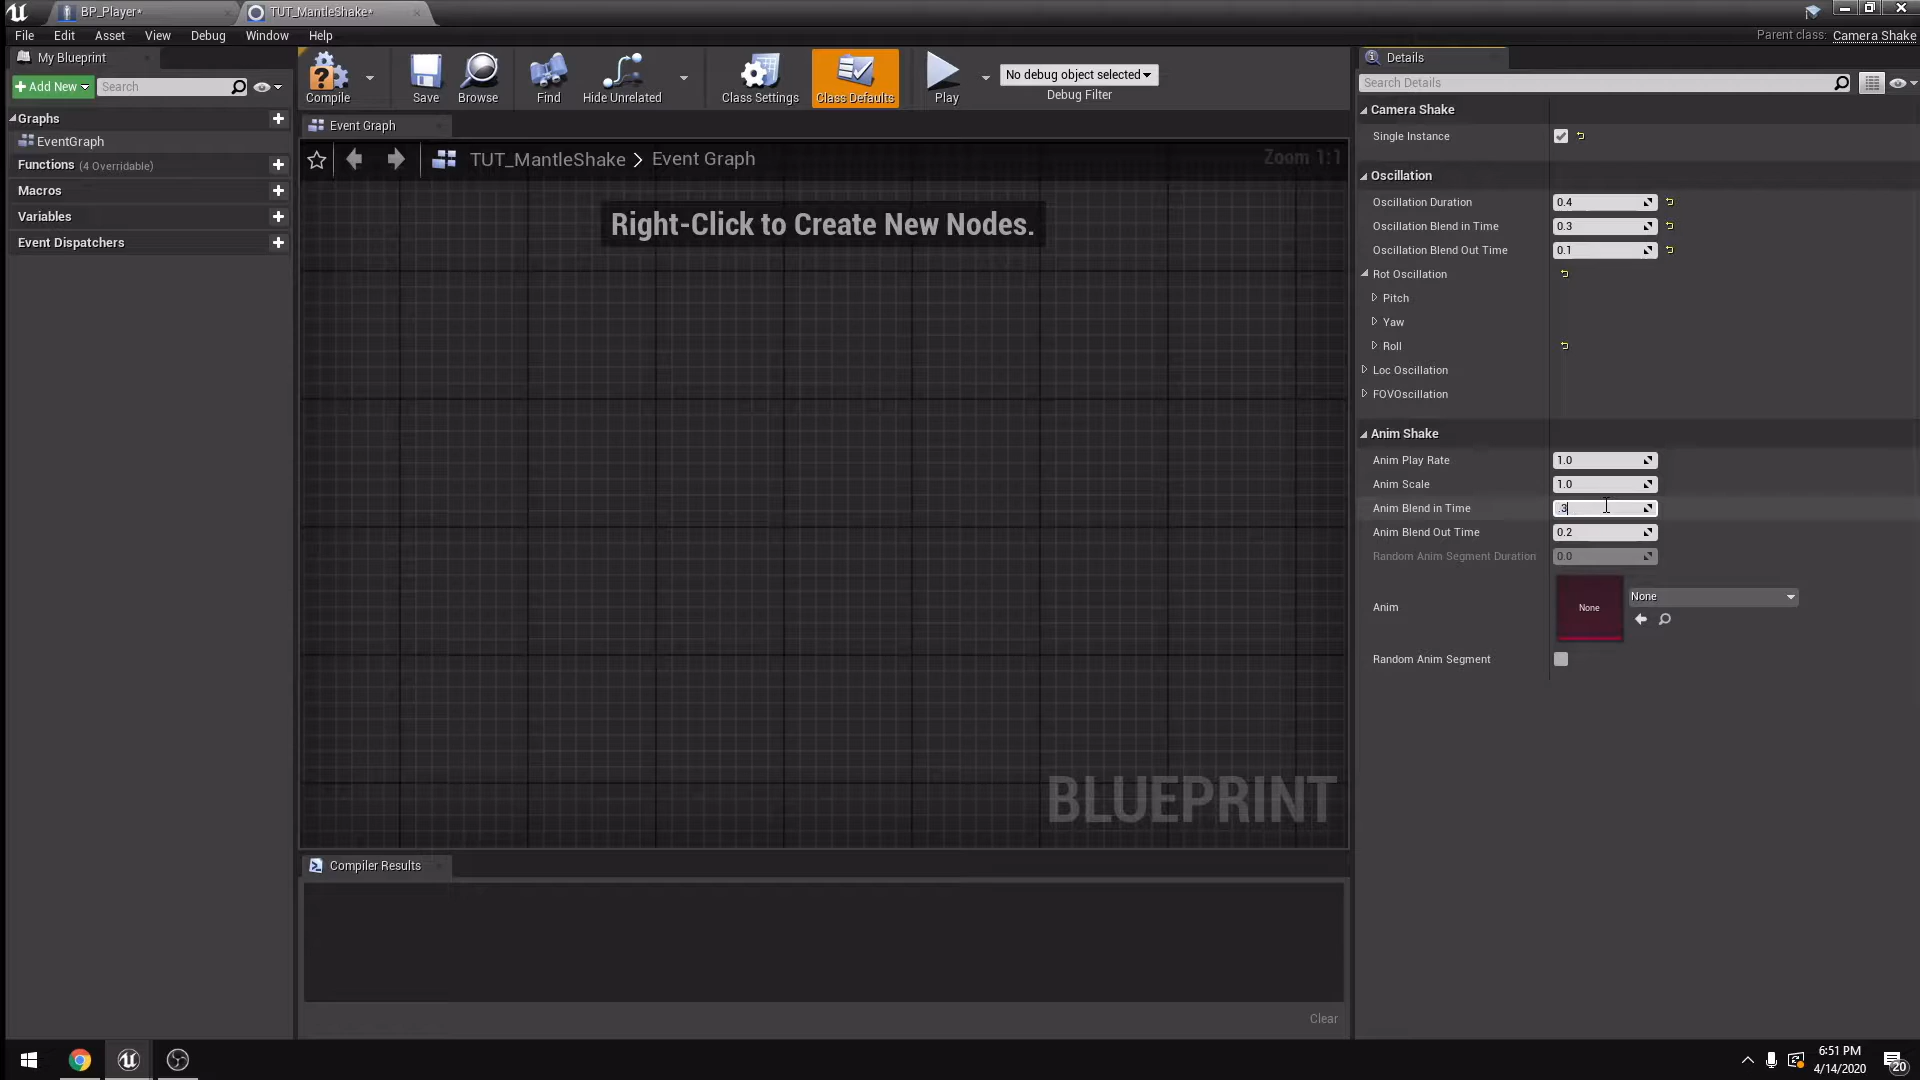 BP_Player*
TUT_MantleShake*
File Edit Asset View Debug Window Help
Parent class: Camera Shake
My Blueprint
Add New
Search
Graphs
EventGraph
Functions (4 Overridable)
Macros
Variables
Event Dispatchers
Compile
Save
Browse
Find
Hide Unrelated
Class Settings
Class Defaults
Play
No debug object selected
Debug Filter
Event Graph
TUT_MantleShake > Event Graph
Zoom 1:1
Right-Click to Create New Nodes.
BLUEPRINT
Compiler Results
Clear
Details
Search Details
Camera Shake
Single Instance
Oscillation
Oscillation Duration 0.4
Oscillation Blend in Time 0.3
Oscillation Blend Out Time 0.1
Rot Oscillation
Pitch
Yaw
Roll
Loc Oscillation
FOVOscillation
Anim Shake
Anim Play Rate 1.0
Anim Scale 1.0
Anim Blend in Time .3
Anim Blend Out Time 0.2
Random Anim Segment Duration 0.0
Anim
None
None
Random Anim Segment
6:51 PM
4/14/2020
20